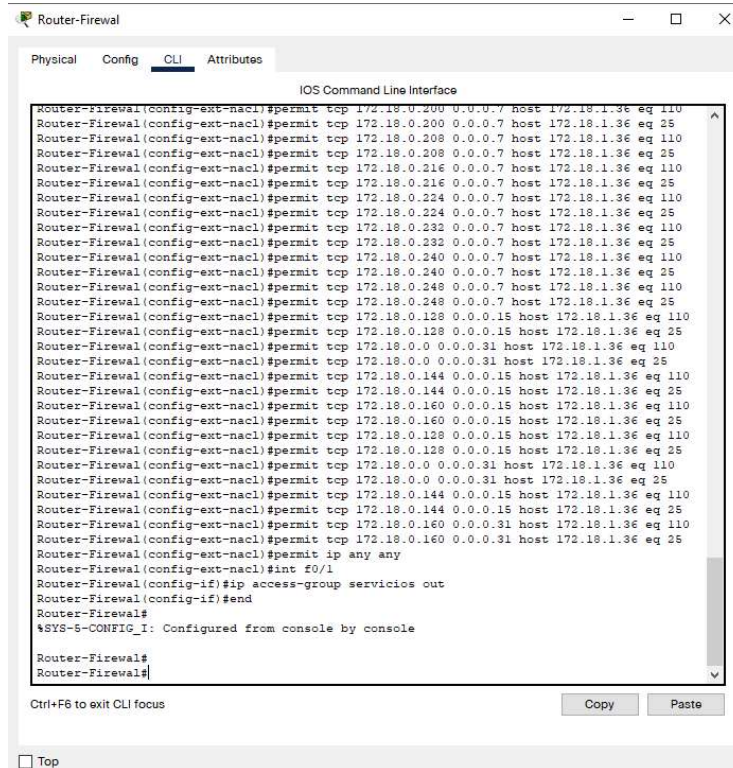 Router-Firewal
Physical Config CLI Attributes
IOS Command Line Interface
Router-Firewal(config-ext-nacl)#permit tcp 172.18.0.200 0.0.0.7 host 172.18.1.36 eq 110
Router-Firewal(config-ext-nacl)#permit tcp 172.18.0.200 0.0.0.7 host 172.18.1.36 eq 25
Router-Firewal(config-ext-nacl)#permit tcp 172.18.0.208 0.0.0.7 host 172.18.1.36 eq 110
Router-Firewal(config-ext-nacl)#permit tcp 172.18.0.208 0.0.0.7 host 172.18.1.36 eq 25
Router-Firewal(config-ext-nacl)#permit tcp 172.18.0.216 0.0.0.7 host 172.18.1.36 eq 110
Router-Firewal(config-ext-nacl)#permit tcp 172.18.0.216 0.0.0.7 host 172.18.1.36 eq 25
Router-Firewal(config-ext-nacl)#permit tcp 172.18.0.224 0.0.0.7 host 172.18.1.36 eq 110
Router-Firewal(config-ext-nacl)#permit tcp 172.18.0.224 0.0.0.7 host 172.18.1.36 eq 25
Router-Firewal(config-ext-nacl)#permit tcp 172.18.0.232 0.0.0.7 host 172.18.1.36 eq 110
Router-Firewal(config-ext-nacl)#permit tcp 172.18.0.232 0.0.0.7 host 172.18.1.36 eq 25
Router-Firewal(config-ext-nacl)#permit tcp 172.18.0.240 0.0.0.7 host 172.18.1.36 eq 110
Router-Firewal(config-ext-nacl)#permit tcp 172.18.0.240 0.0.0.7 host 172.18.1.36 eq 25
Router-Firewal(config-ext-nacl)#permit tcp 172.18.0.248 0.0.0.7 host 172.18.1.36 eq 110
Router-Firewal(config-ext-nacl)#permit tcp 172.18.0.248 0.0.0.7 host 172.18.1.36 eq 25
Router-Firewal(config-ext-nacl)#permit tcp 172.18.0.128 0.0.0.15 host 172.18.1.36 eq 110
Router-Firewal(config-ext-nacl)#permit tcp 172.18.0.128 0.0.0.15 host 172.18.1.36 eq 25
Router-Firewal(config-ext-nacl)#permit tcp 172.18.0.0 0.0.0.31 host 172.18.1.36 eq 110
Router-Firewal(config-ext-nacl)#permit tcp 172.18.0.0 0.0.0.31 host 172.18.1.36 eq 25
Router-Firewal(config-ext-nacl)#permit tcp 172.18.0.144 0.0.0.15 host 172.18.1.36 eq 110
Router-Firewal(config-ext-nacl)#permit tcp 172.18.0.144 0.0.0.15 host 172.18.1.36 eq 25
Router-Firewal(config-ext-nacl)#permit tcp 172.18.0.160 0.0.0.15 host 172.18.1.36 eq 110
Router-Firewal(config-ext-nacl)#permit tcp 172.18.0.160 0.0.0.15 host 172.18.1.36 eq 25
Router-Firewal(config-ext-nacl)#permit tcp 172.18.0.128 0.0.0.15 host 172.18.1.36 eq 110
Router-Firewal(config-ext-nacl)#permit tcp 172.18.0.128 0.0.0.15 host 172.18.1.36 eq 25
Router-Firewal(config-ext-nacl)#permit tcp 172.18.0.0 0.0.0.31 host 172.18.1.36 eq 110
Router-Firewal(config-ext-nacl)#permit tcp 172.18.0.0 0.0.0.31 host 172.18.1.36 eq 25
Router-Firewal(config-ext-nacl)#permit tcp 172.18.0.144 0.0.0.15 host 172.18.1.36 eq 110
Router-Firewal(config-ext-nacl)#permit tcp 172.18.0.144 0.0.0.15 host 172.18.1.36 eq 25
Router-Firewal(config-ext-nacl)#permit tcp 172.18.0.160 0.0.0.31 host 172.18.1.36 eq 110
Router-Firewal(config-ext-nacl)#permit tcp 172.18.0.160 0.0.0.31 host 172.18.1.36 eq 25
Router-Firewal(config-ext-nacl)#permit ip any any
Router-Firewal(config-ext-nacl)#int f0/1
Router-Firewal(config-if)#ip access-group servicios out
Router-Firewal(config-if)#end
Router-Firewal#
%SYS-5-CONFIG_I: Configured from console by console
Router-Firewal#
Router-Firewal#
Ctrl+F6 to exit CLI focus
Copy Paste
Top